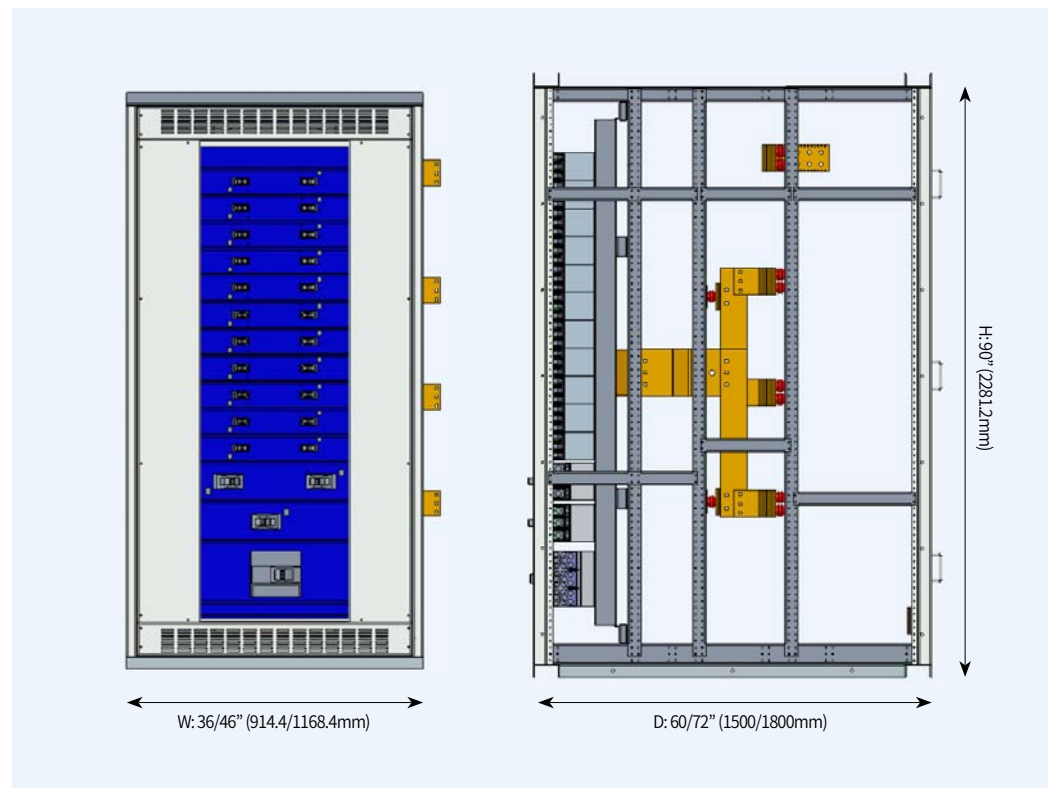 H: 90” (2281.2mm)
W: 36/46” (914.4/1168.4mm)
D: 60/72” (1500/1800mm)